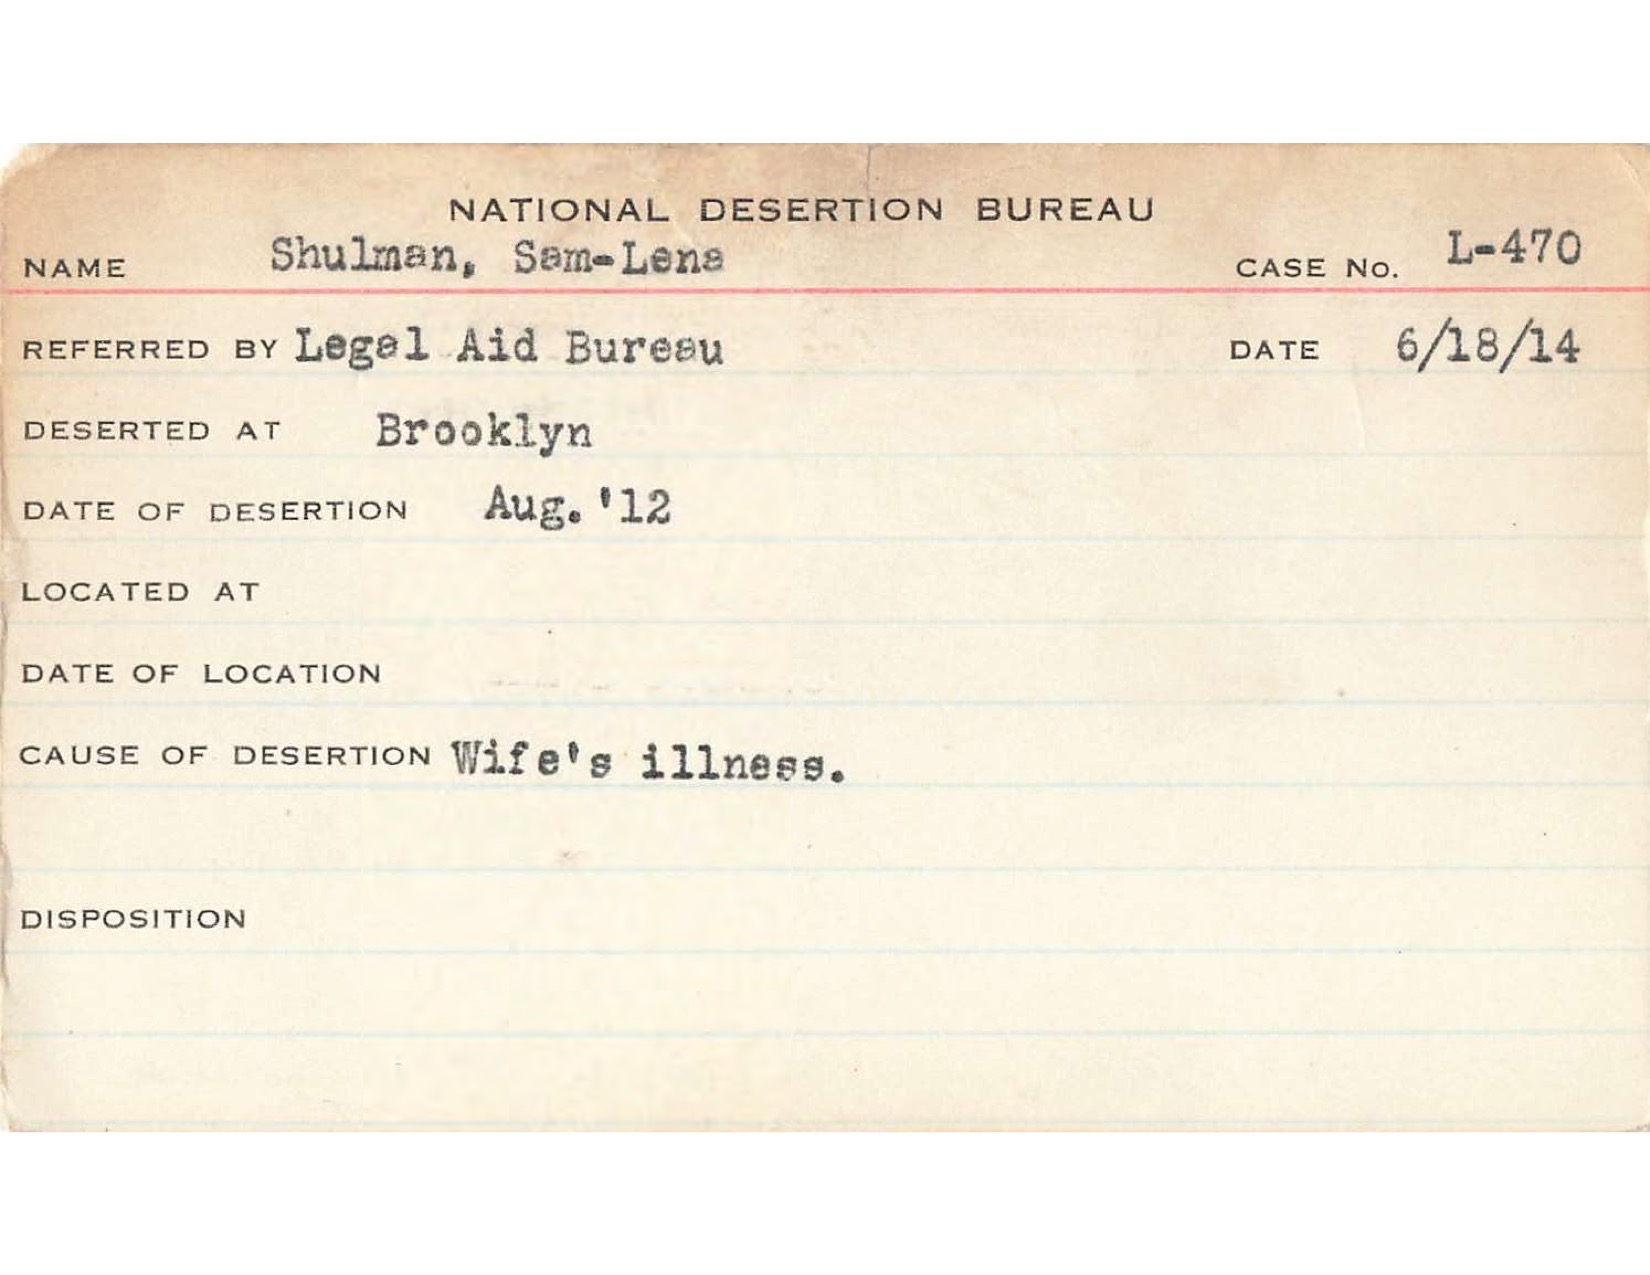 NATIONAL DESERTION BUREAU
NAME Shulman, Sam-Lena CASE No. L-470
REFERRED BY Legal Aid Bureau DATE 6/18/14
DESERTED AT Brooklyn
DATE OF DESERTION Aug. '12
LOCATED AT
DATE OF LOCATION
CAUSE OF DESERTION Wife's illness.
DISPOSITION